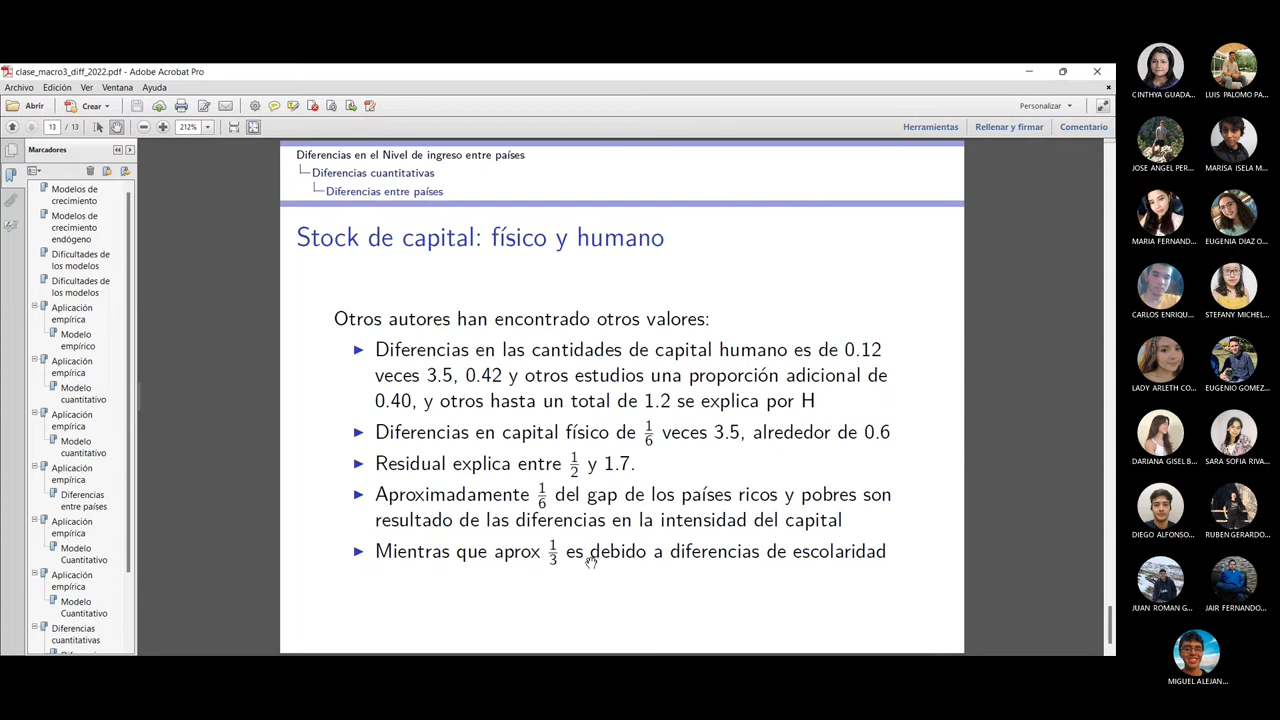 clase_macro3_diff_2022.pdf - Adobe Acrobat Pro
Archivo Edición Ver Ventana Ayuda
Abrir Crear Personalizar
13 / 13 212% Herramientas Rellenar y firmar Comentario
Marcadores
Modelos de
crecimiento
Modelos de
crecimiento
endógeno
Dificultades de
los modelos
Dificultades de
los modelos
Aplicación
empírica
Modelo
empírico
Aplicación
empírica
Modelo
cuantitativo
Aplicación
empírica
Modelo
cuantitativo
Aplicación
empírica
Diferencias
entre países
Aplicación
empírica
Modelo
Cuantitativo
Aplicación
empírica
Modelo
Cuantitativo
Diferencias
cuantitativas
Diferencias en el Nivel de ingreso entre países
Diferencias cuantitativas
Diferencias entre países
Stock de capital: físico y humano
Otros autores han encontrado otros valores:
Diferencias en las cantidades de capital humano es de 0.12
veces 3.5, 0.42 y otros estudios una proporción adicional de
0.40, y otros hasta un total de 1.2 se explica por H
Diferencias en capital físico de 1/6 veces 3.5, alrededor de 0.6
Residual explica entre 1/2 y 1.7.
Aproximadamente 1/6 del gap de los países ricos y pobres son
resultado de las diferencias en la intensidad del capital
Mientras que aprox 1/3 es debido a diferencias de escolaridad
CINTHYA GUADA...
LUIS PALOMO PA...
JOSE ANGEL PER...
MARISA ISELA M...
MARIA FERNAND...
EUGENIA DIAZ O...
CARLOS ENRIQU...
STEFANY MICHEL...
LADY ARLETH CO...
EUGENIO GOMEZ...
DARIANA GISEL B...
SARA SOFIA RIVA...
DIEGO ALFONSO...
RUBEN GERARDO...
JUAN ROMAN G...
JAIR FERNANDO...
MIGUEL ALEJAN...